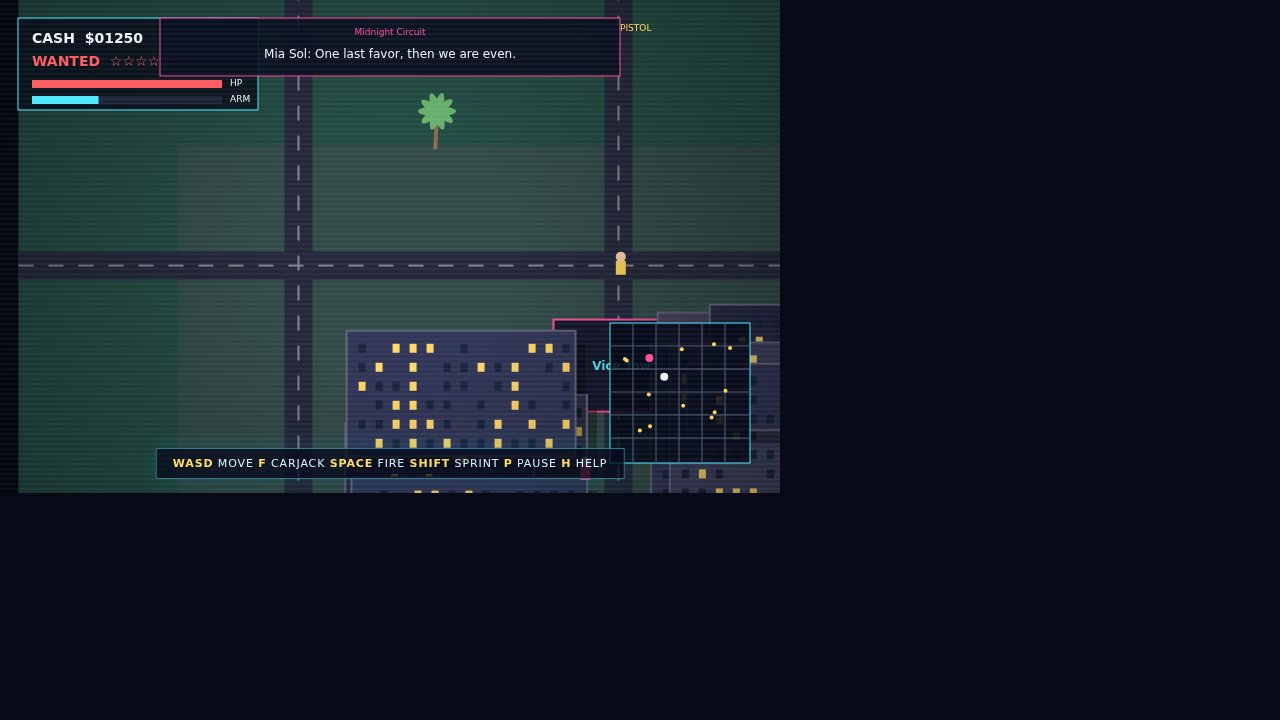 CASH $01250
WANTED ☆☆☆☆
HP
ARM
Midnight Circuit
Mia Sol: One last favor, then we are even.
PISTOL
WASD MOVE F CARJACK SPACE FIRE SHIFT SPRINT P PAUSE H HELP